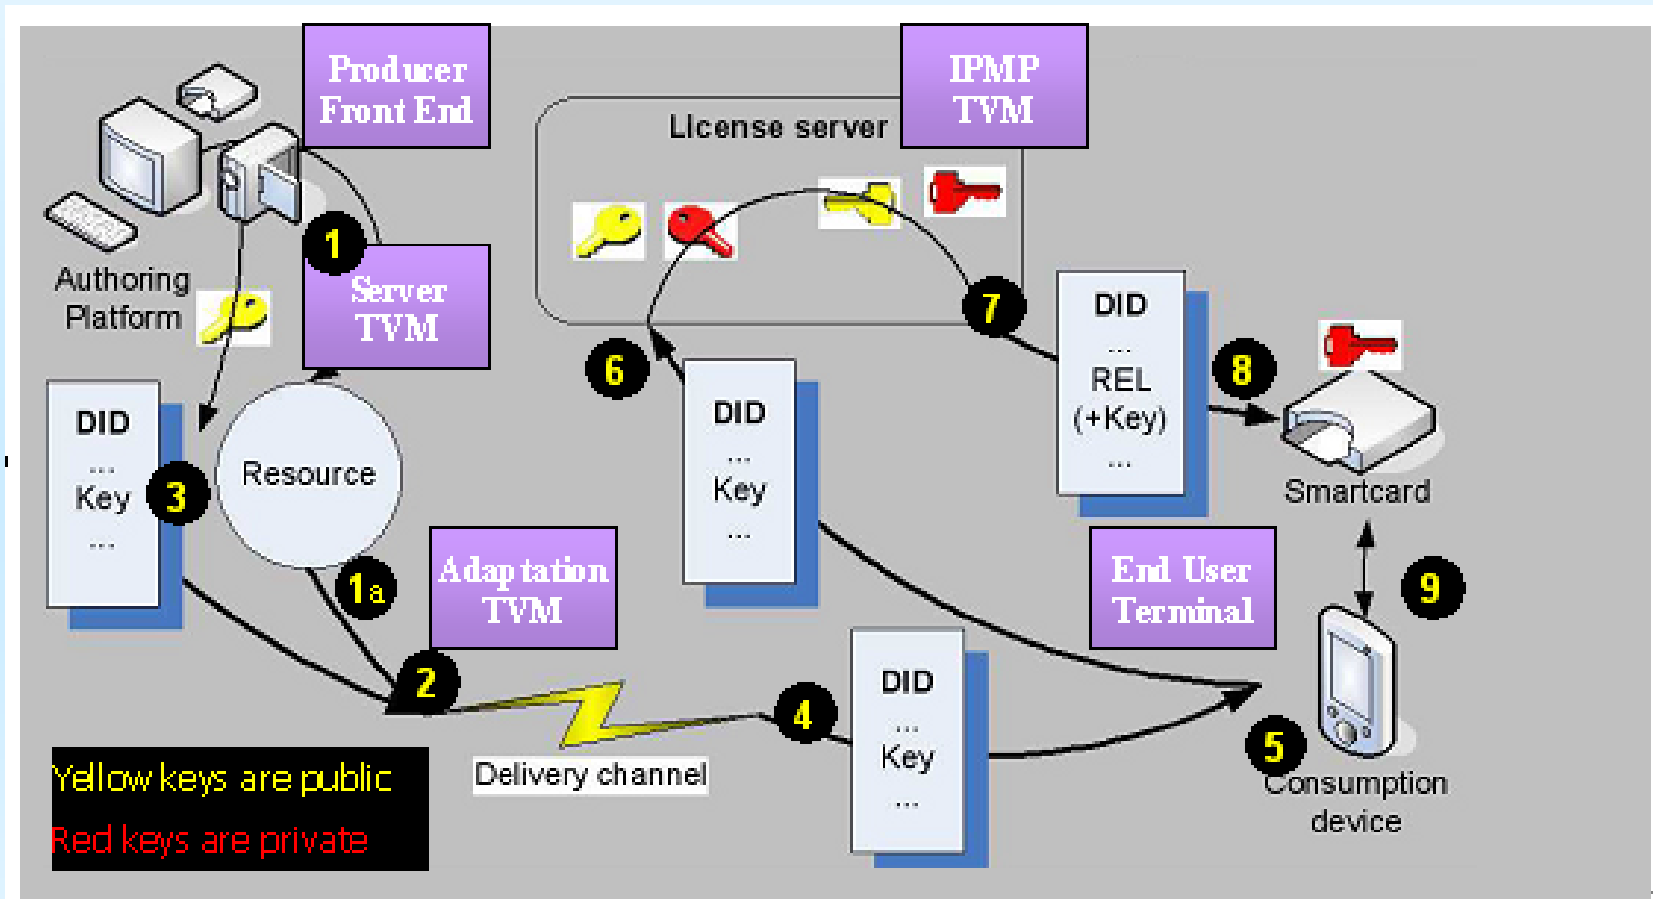 Producer
Front End
IPMP
TVM
License server
1
Authoring
Platform
Server
TVM
7
DID
...
REL
(+Key)
...
8
6
DID
...
Key
...
DID
...
Key
...
3
Resource
Smartcard
1a
Adaptation
TVM
End User
Terminal
9
2
4
DID
...
Key
...
5
Delivery channel
Consumption
device
Yellow keys are public
Red keys are private